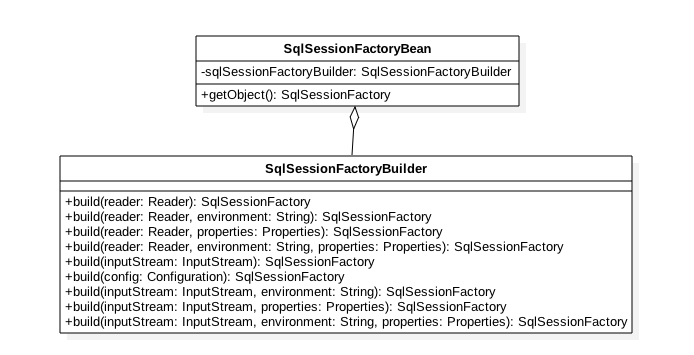 SqlSessionFactoryBean
-sqlSessionFactoryBuilder: SqlSessionFactoryBuilder
+getObject(): SqlSessionFactory
SqlSessionFactoryBuilder
+build(reader: Reader): SqlSessionFactory
+build(reader: Reader, environment: String): SqlSessionFactory
+build(reader: Reader, properties: Properties): SqlSessionFactory
+build(reader: Reader, environment: String, properties: Properties): SqlSessionFactory
+build(inputStream: InputStream): SqlSessionFactory
+build(config: Configuration): SqlSessionFactory
+build(inputStream: InputStream, environment: String): SqlSessionFactory
+build(inputStream: InputStream, properties: Properties): SqlSessionFactory
+build(inputStream: InputStream, environment: String, properties: Properties): SqlSessionFactory